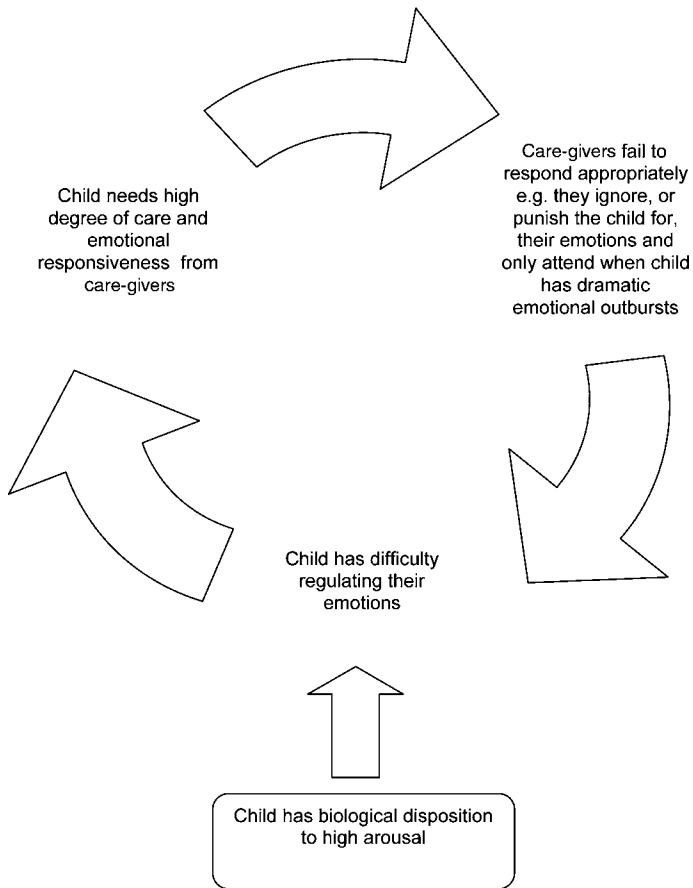 Child needs high
degree of care and
emotional
responsiveness from
care-givers
Care-givers fail to
respond appropriately
e.g. they ignore, or
punish the child for,
their emotions and
only attend when child
has dramatic
emotional outbursts
Child has difficulty
regulating their
emotions
Child has biological disposition
to high arousal